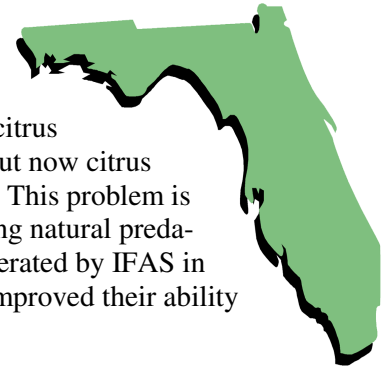 citrus
ut now citrus
This problem is
ng natural preda-
erated by IFAS in
mproved their ability